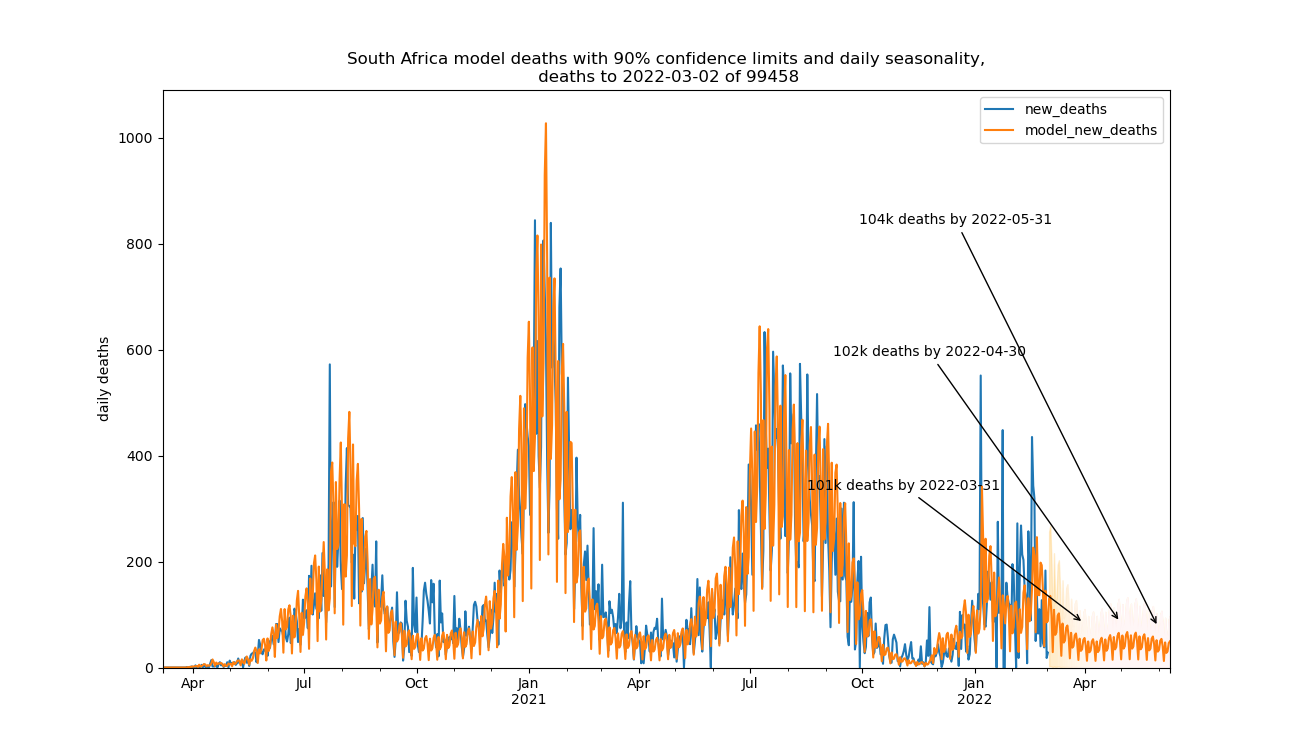 South Africa model deaths with 90% confidence limits and daily seasonality,
deaths to 2022-03-02 of 99458
new_deaths
model_new_deaths
daily deaths
1000
800
600
400
200
0
104k deaths by 2022-05-31
102k deaths by 2022-04-30
101k deaths by 2022-03-31
Apr Jul Oct Jan Apr Jul Oct Jan Apr
2021 2022